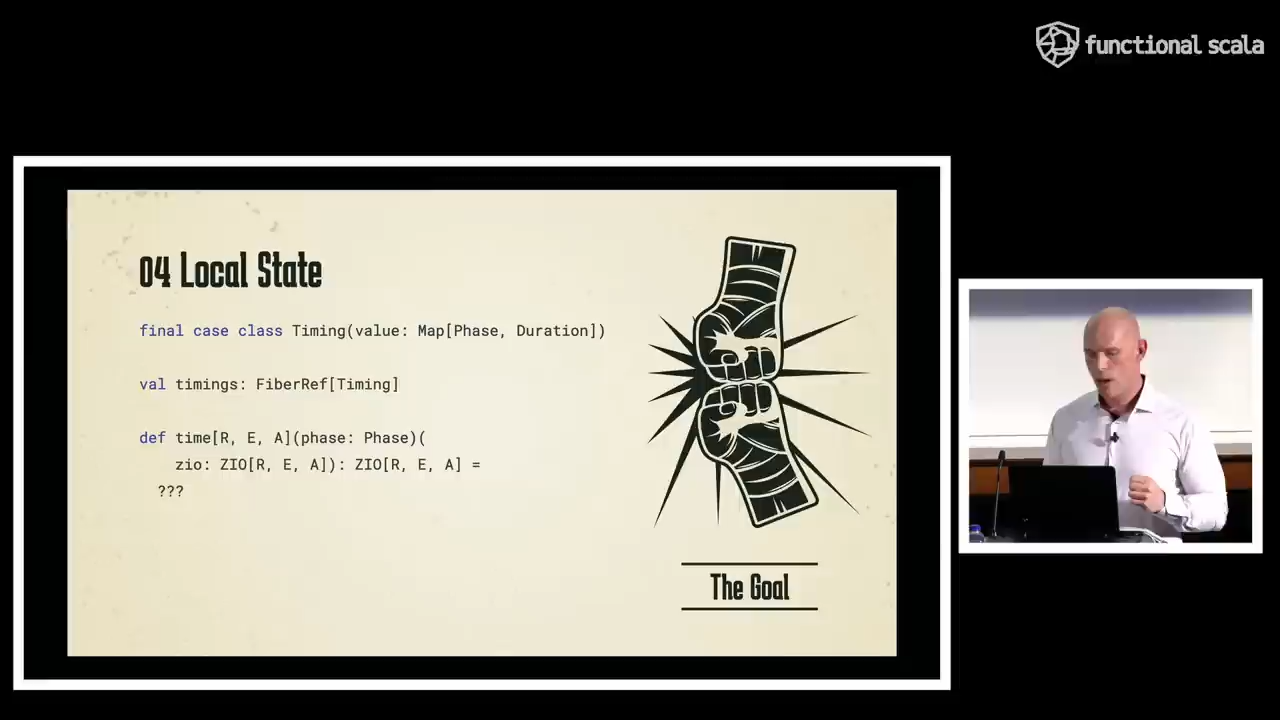 functional scala
04 Local State
final case class Timing(value: Map[Phase, Duration])
val timings: FiberRef[Timing]
def time[R, E, A](phase: Phase)(
zio: ZIO[R, E, A]): ZIO[R, E, A] =
???
The Goal